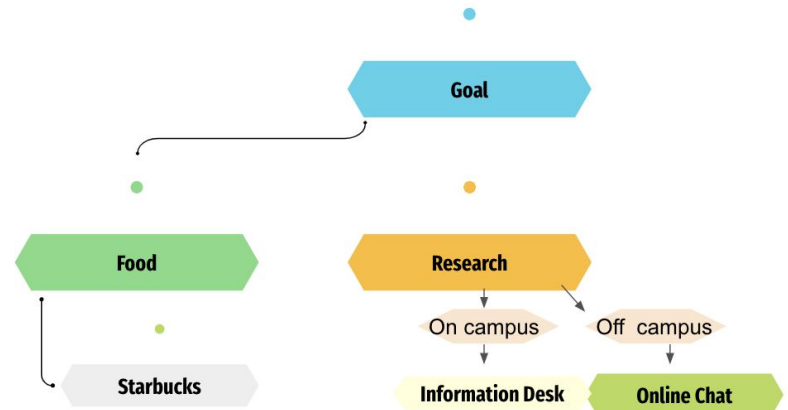 Goal
Food
Research
On campus
Off campus
Starbucks
Information Desk
Online Chat